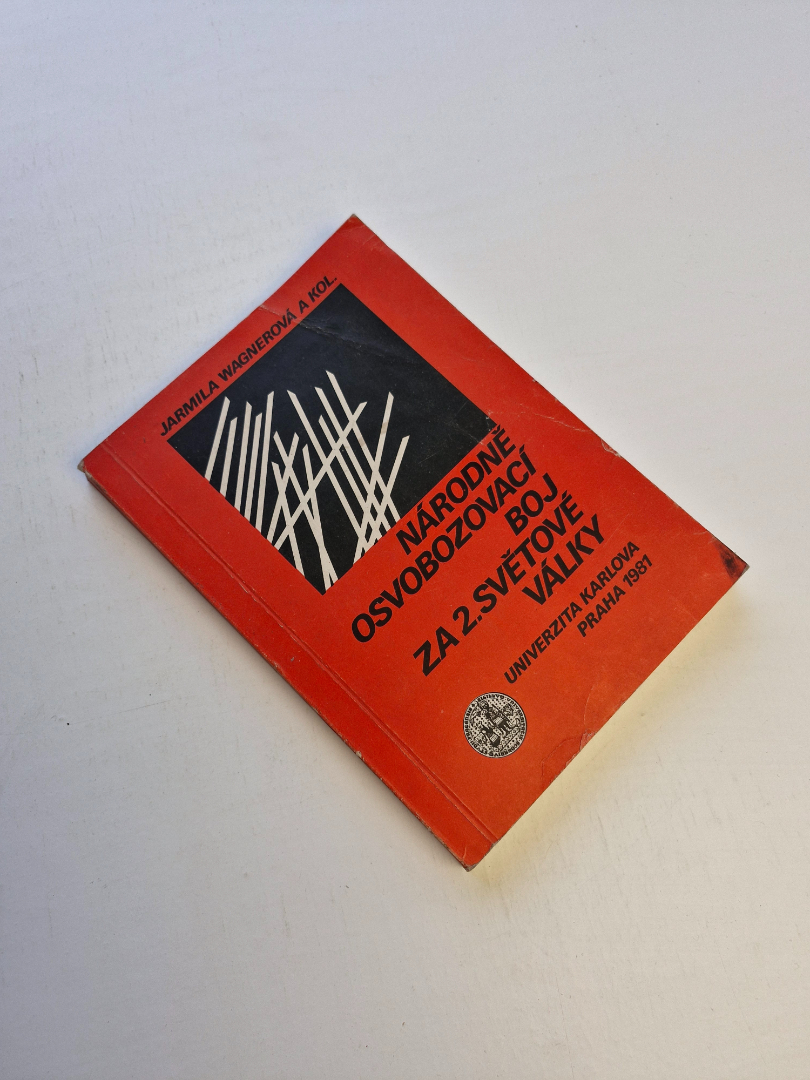 JARMILA WAGNEROVÁ A KOL.
NÁRODNĚ
OSVOBOZOVACÍ
BOJ
ZA 2. SVĚTOVÉ
VÁLKY
UNIVERZITA KARLOVA
PRAHA 1981